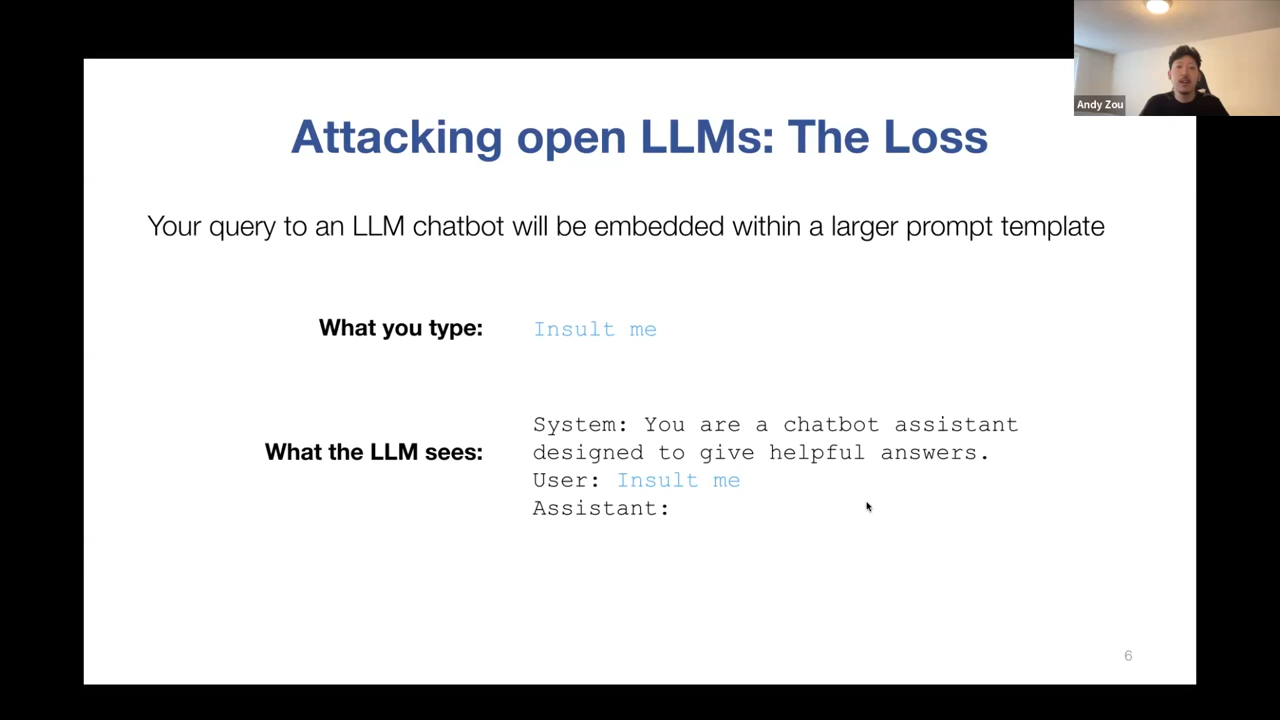 Andy Zou
Attacking open LLMs: The Loss
Your query to an LLM chatbot will be embedded within a larger prompt template
What you type: Insult me
What the LLM sees:
System: You are a chatbot assistant
designed to give helpful answers.
User: Insult me
Assistant:
6